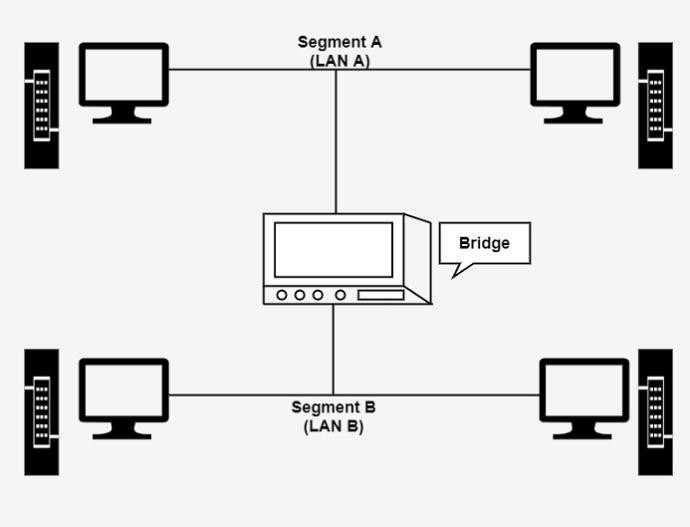 Segment A
(LAN A)
Bridge
Segment B
(LAN B)